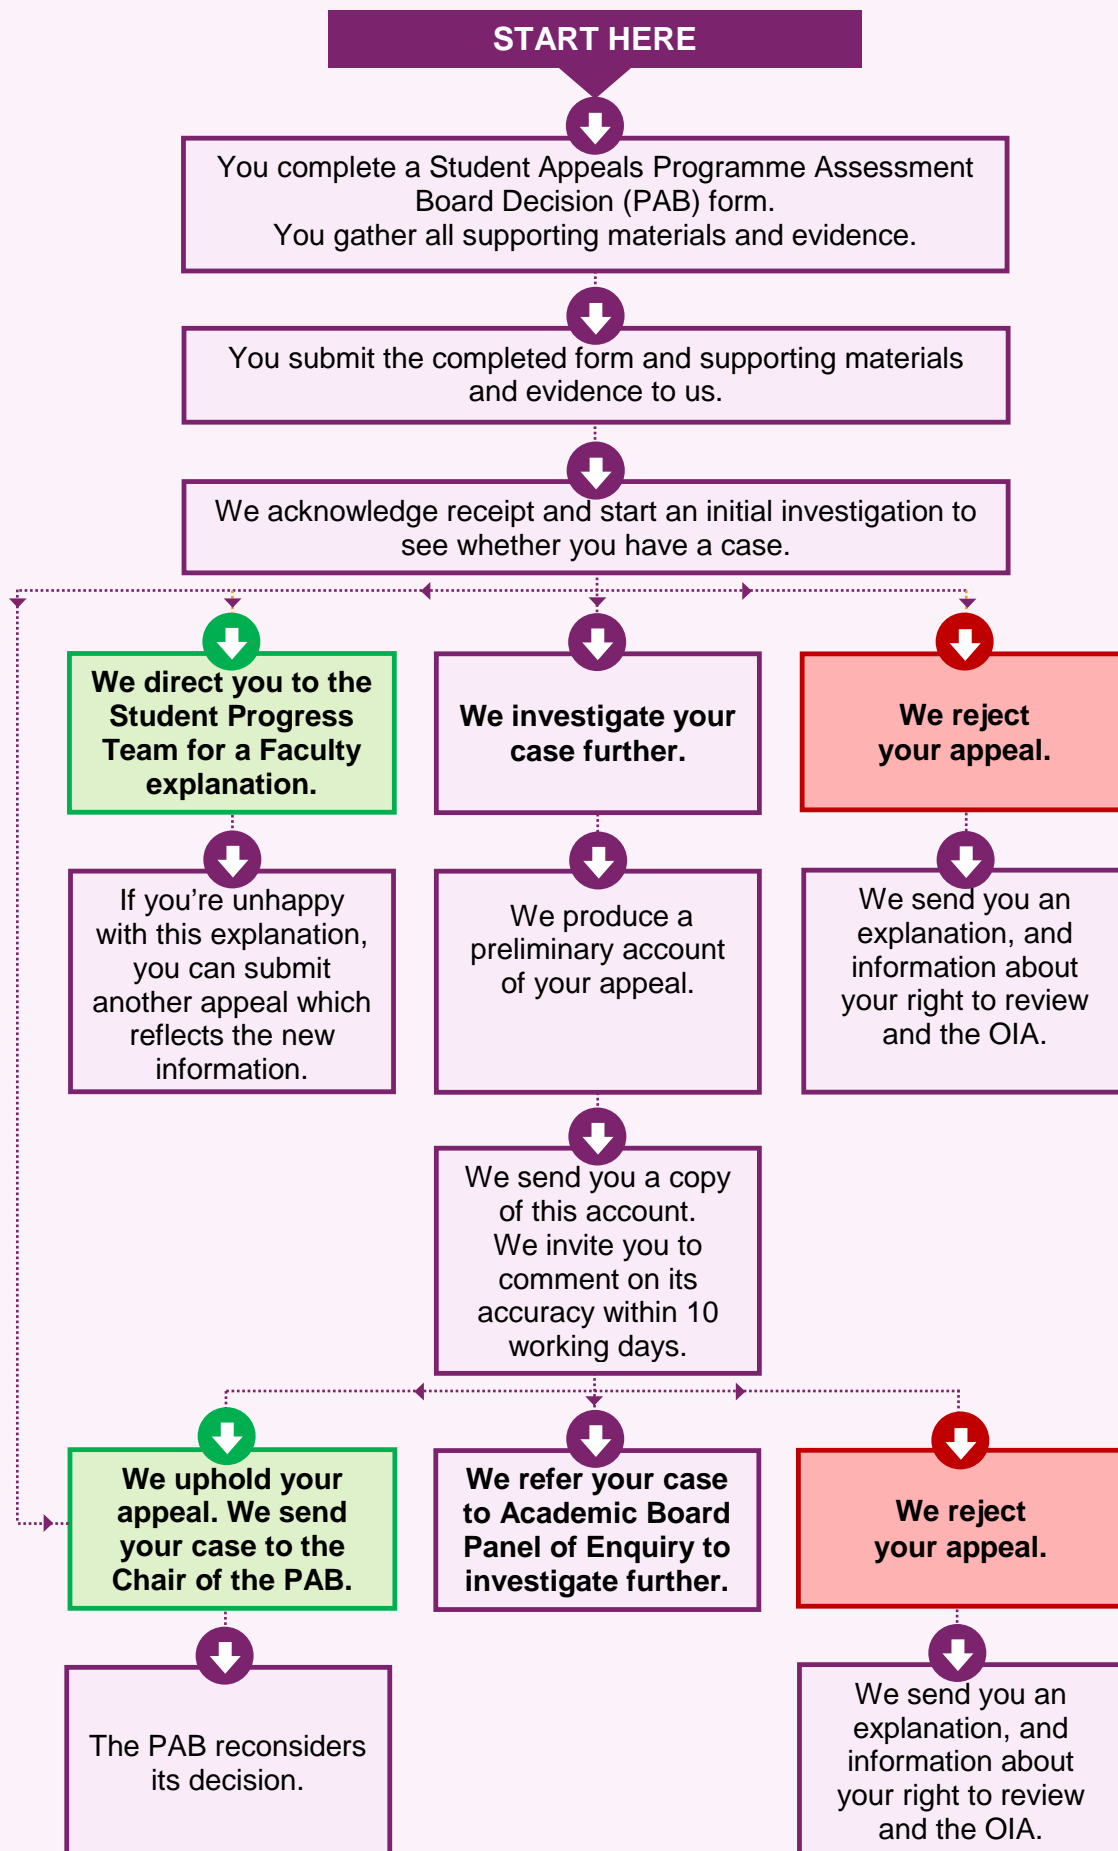 START HERE
You complete a Student Appeals Programme Assessment
Board Decision (PAB) form.
You gather all supporting materials and evidence.
You submit the completed form and supporting materials
and evidence to us.
We acknowledge receipt and start an initial investigation to
see whether you have a case.
We direct you to the
Student Progress
Team for a Faculty
explanation.
We investigate your
case further.
We reject
your appeal.
If you’re unhappy
with this explanation,
you can submit
another appeal which
reflects the new
information.
We produce a
preliminary account
of your appeal.
We send you an
explanation, and
information about
your right to review
and the OIA.
We send you a copy
of this account.
We invite you to
comment on its
accuracy within 10
working days.
We uphold your
appeal. We send
your case to the
Chair of the PAB.
We refer your case
to Academic Board
Panel of Enquiry to
investigate further.
We reject
your appeal.
The PAB reconsiders
its decision.
We send you an
explanation, and
information about
your right to review
and the OIA.